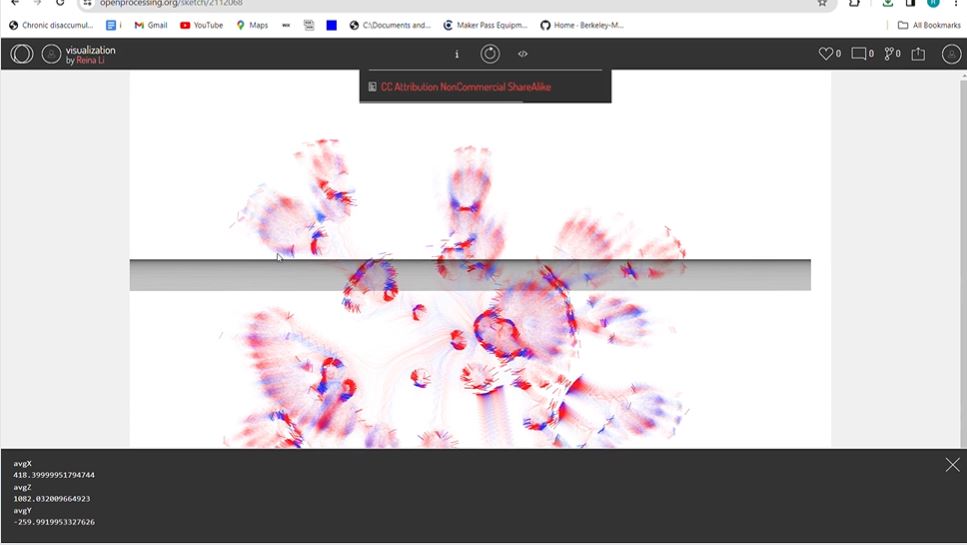 openprocessing.org/sketch/2112068
Chronic disaccumul... Gmail YouTube Maps C:\Documents and... Maker Pass Equipm... Home - Berkeley-M... All Bookmarks
visualization
by Reina Li
0 0 0
CC Attribution NonCommercial ShareAlike
avgX
418.39999951794744
avgZ
1082.032009664923
avgY
-259.9919953327626